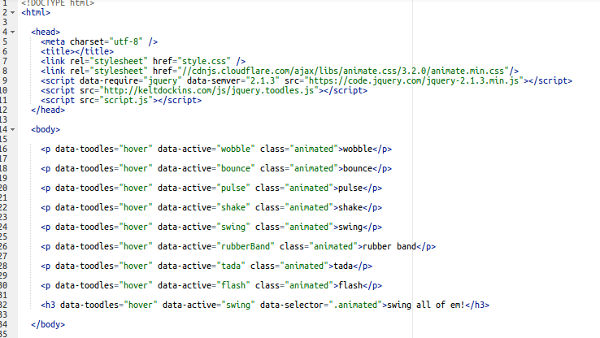 1 <!DOCTYPE html>
2 <html>
3
4 <head>
5 <meta charset="utf-8" />
6 <title></title>
7 <link rel="stylesheet" href="style.css" />
8 <link rel="stylesheet" href="//cdnjs.cloudflare.com/ajax/libs/animate.css/3.2.0/animate.min.css"/>
9 <script data-require="jquery" data-semver="2.1.3" src="https://code.jquery.com/jquery-2.1.3.min.js"></script>
10 <script src="http://keltdockins.com/js/jquery.toodles.js"></script>
11 <script src="script.js"></script>
12 </head>
13
14 <body>
15
16 <p data-toodles="hover" data-active="wobble" class="animated">wobble</p>
17
18 <p data-toodles="hover" data-active="bounce" class="animated">bounce</p>
19
20 <p data-toodles="hover" data-active="pulse" class="animated">pulse</p>
21
22 <p data-toodles="hover" data-active="shake" class="animated">shake</p>
23
24 <p data-toodles="hover" data-active="swing" class="animated">swing</p>
25
26 <p data-toodles="hover" data-active="rubberBand" class="animated">rubber band</p>
27
28 <p data-toodles="hover" data-active="tada" class="animated">tada</p>
29
30 <p data-toodles="hover" data-active="flash" class="animated">flash</p>
31
32 <h3 data-toodles="hover" data-active="swing" data-selector=".animated">swing all of em!</h3>
33
34 </body>
35